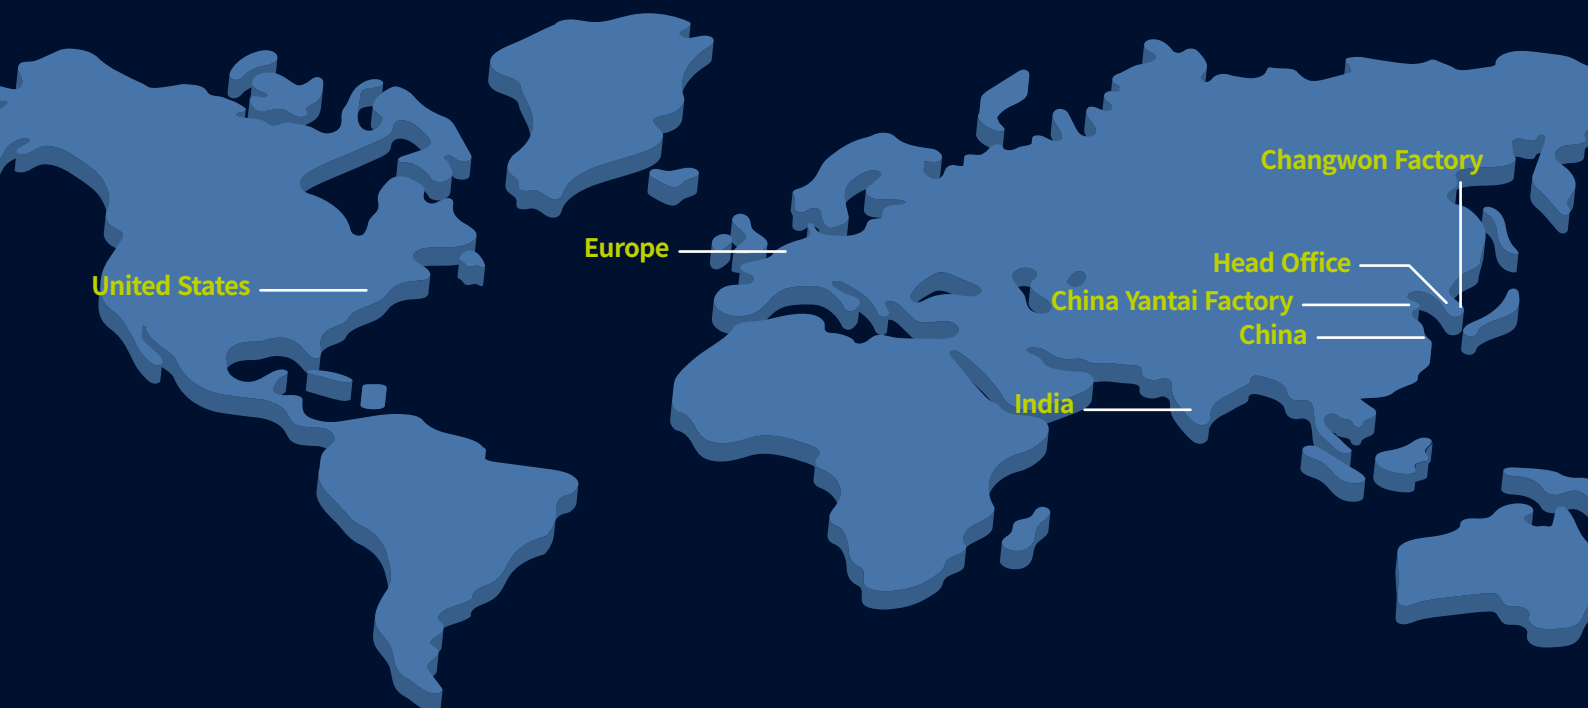 Changwon Factory
Europe
Head Office
United States
China Yantai Factory
China
India